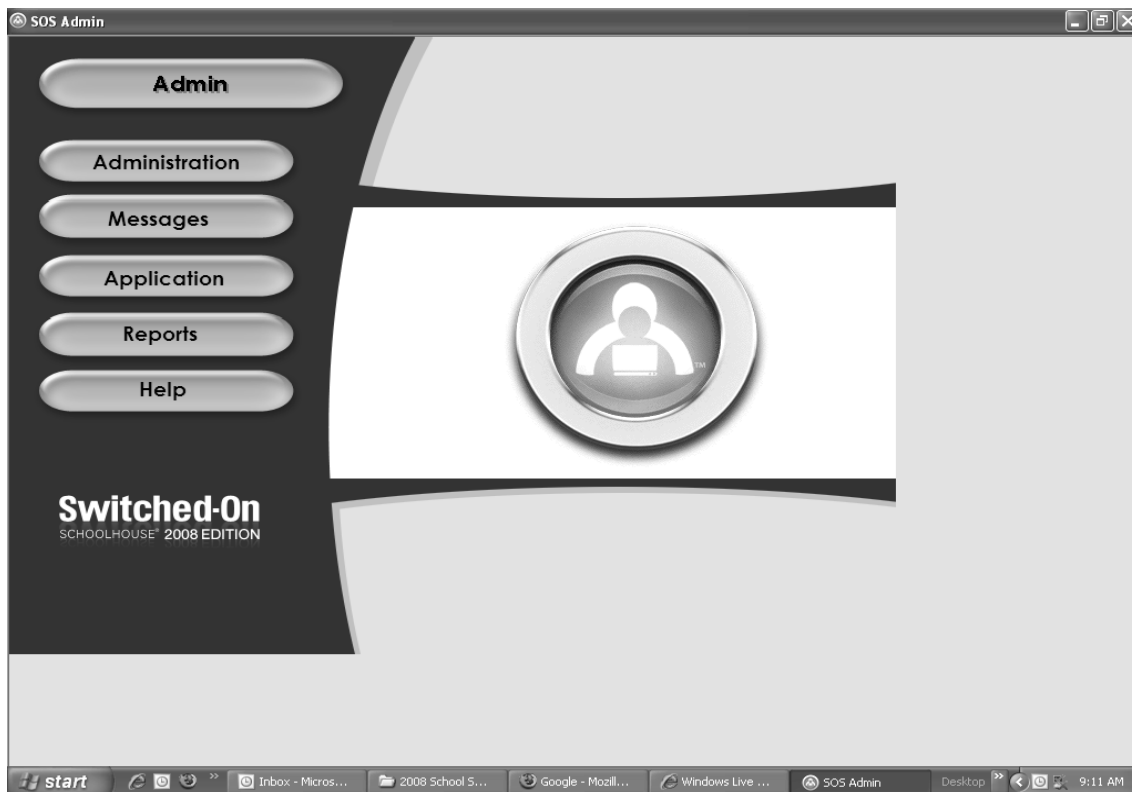 SOS Admin
Admin
Administration
Messages
Application
Reports
Help
TM
Switched-On
SCHOOLHOUSE® 2008 EDITION
start
Inbox - Micros...
2008 School S...
Google - Mozill...
Windows Live ...
SOS Admin
Desktop
9:11 AM